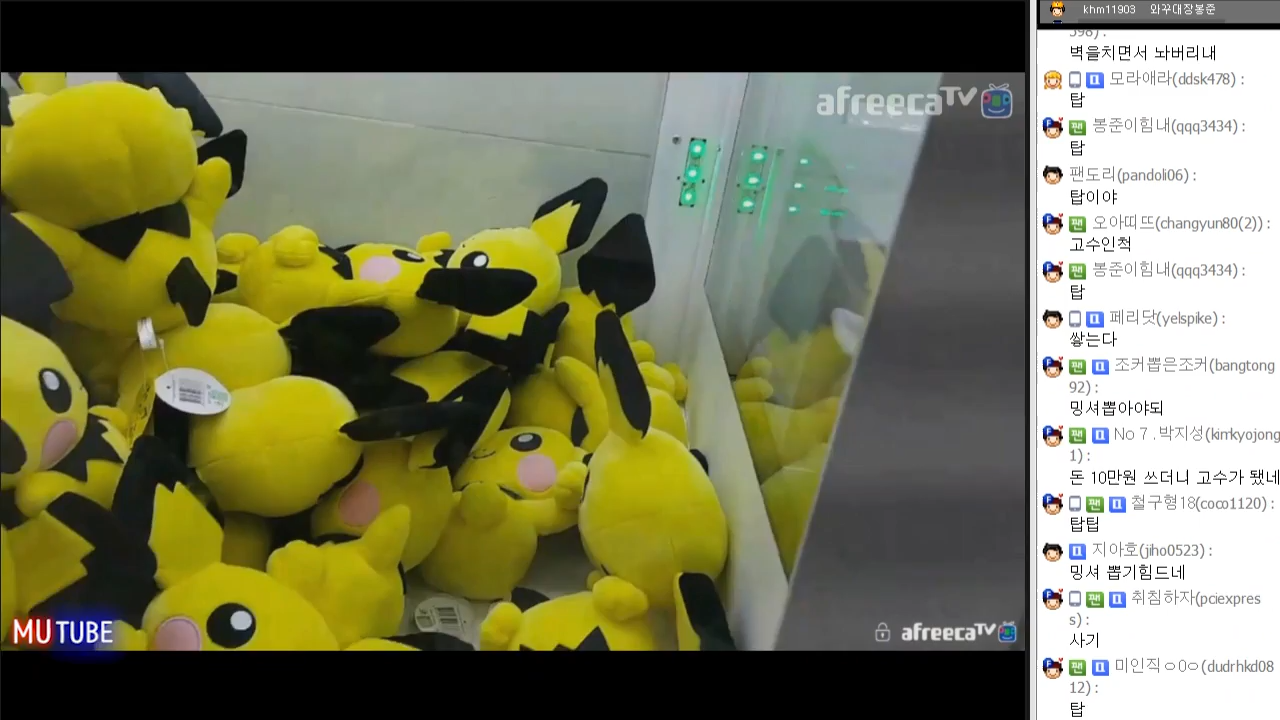 afreecaTV
MUTUBE
afreecaTV
khm11903 와꾸대장봉준
598) :
벽을치면서 놔버리내
모라애라(ddsk478) :
탑
봉준이힘내(qqq3434) :
탑
팬도리(pandoli06) :
탑이야
오아띠뜨(changyun80(2)) :
고수인척
봉준이힘내(qqq3434) :
탑
페리닷(yelspike) :
쌓는다
조커뽑은조커(bangtong
92) :
밍셔뽑아야되
No 7 . 박지성(kirrkyojong
1) :
돈 10만원 쓰더니 고수가 됐네
철구형18(coco1120) :
탑팁
지아호(jiho0523) :
밍셔 뽑기힘드네
취침하자(pciexpres
s) :
사기
미인직ㅇ0ㅇ(dudrhkd08
12) :
탑